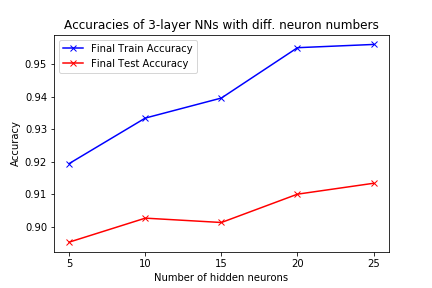 Accuracies of 3-layer NNs with diff. neuron numbers
Final Train Accuracy
Final Test Accuracy
0.95
0.94
0.93
0.92
0.91
0.90
Accuracy
5 10 15 20 25
Number of hidden neurons